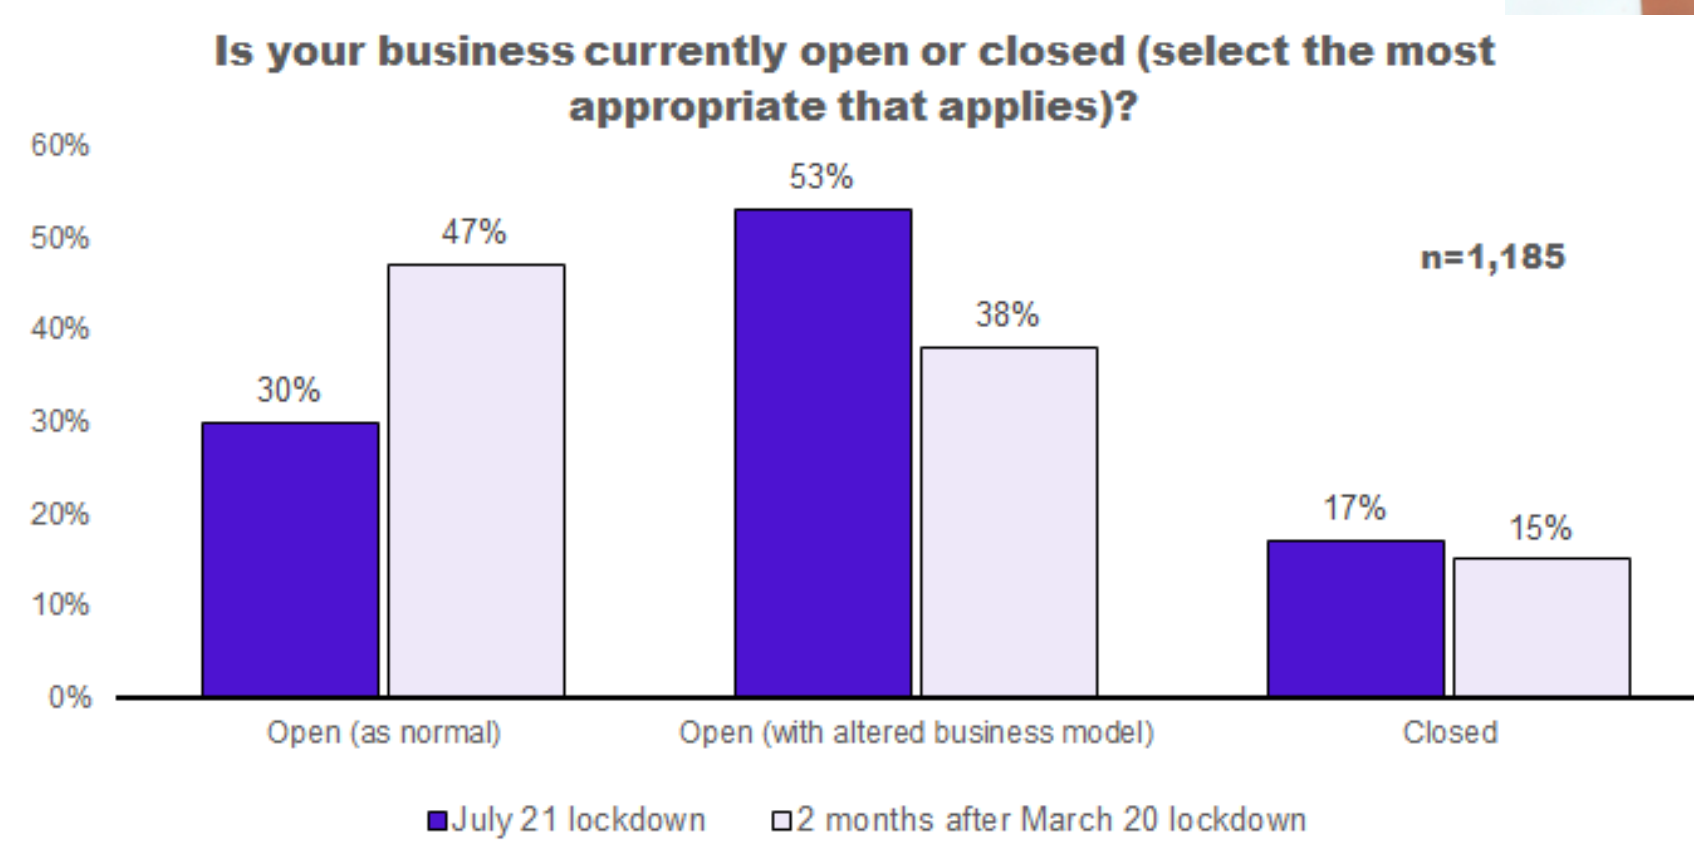 Is your business currently open or closed (select the most
appropriate that applies)?
60%
50%
40%
30%
20%
10%
0%
30%
47%
53%
38%
17%
15%
n=1,185
Open (as normal)
Open (with altered business model)
Closed
July 21 lockdown
2 months after March 20 lockdown